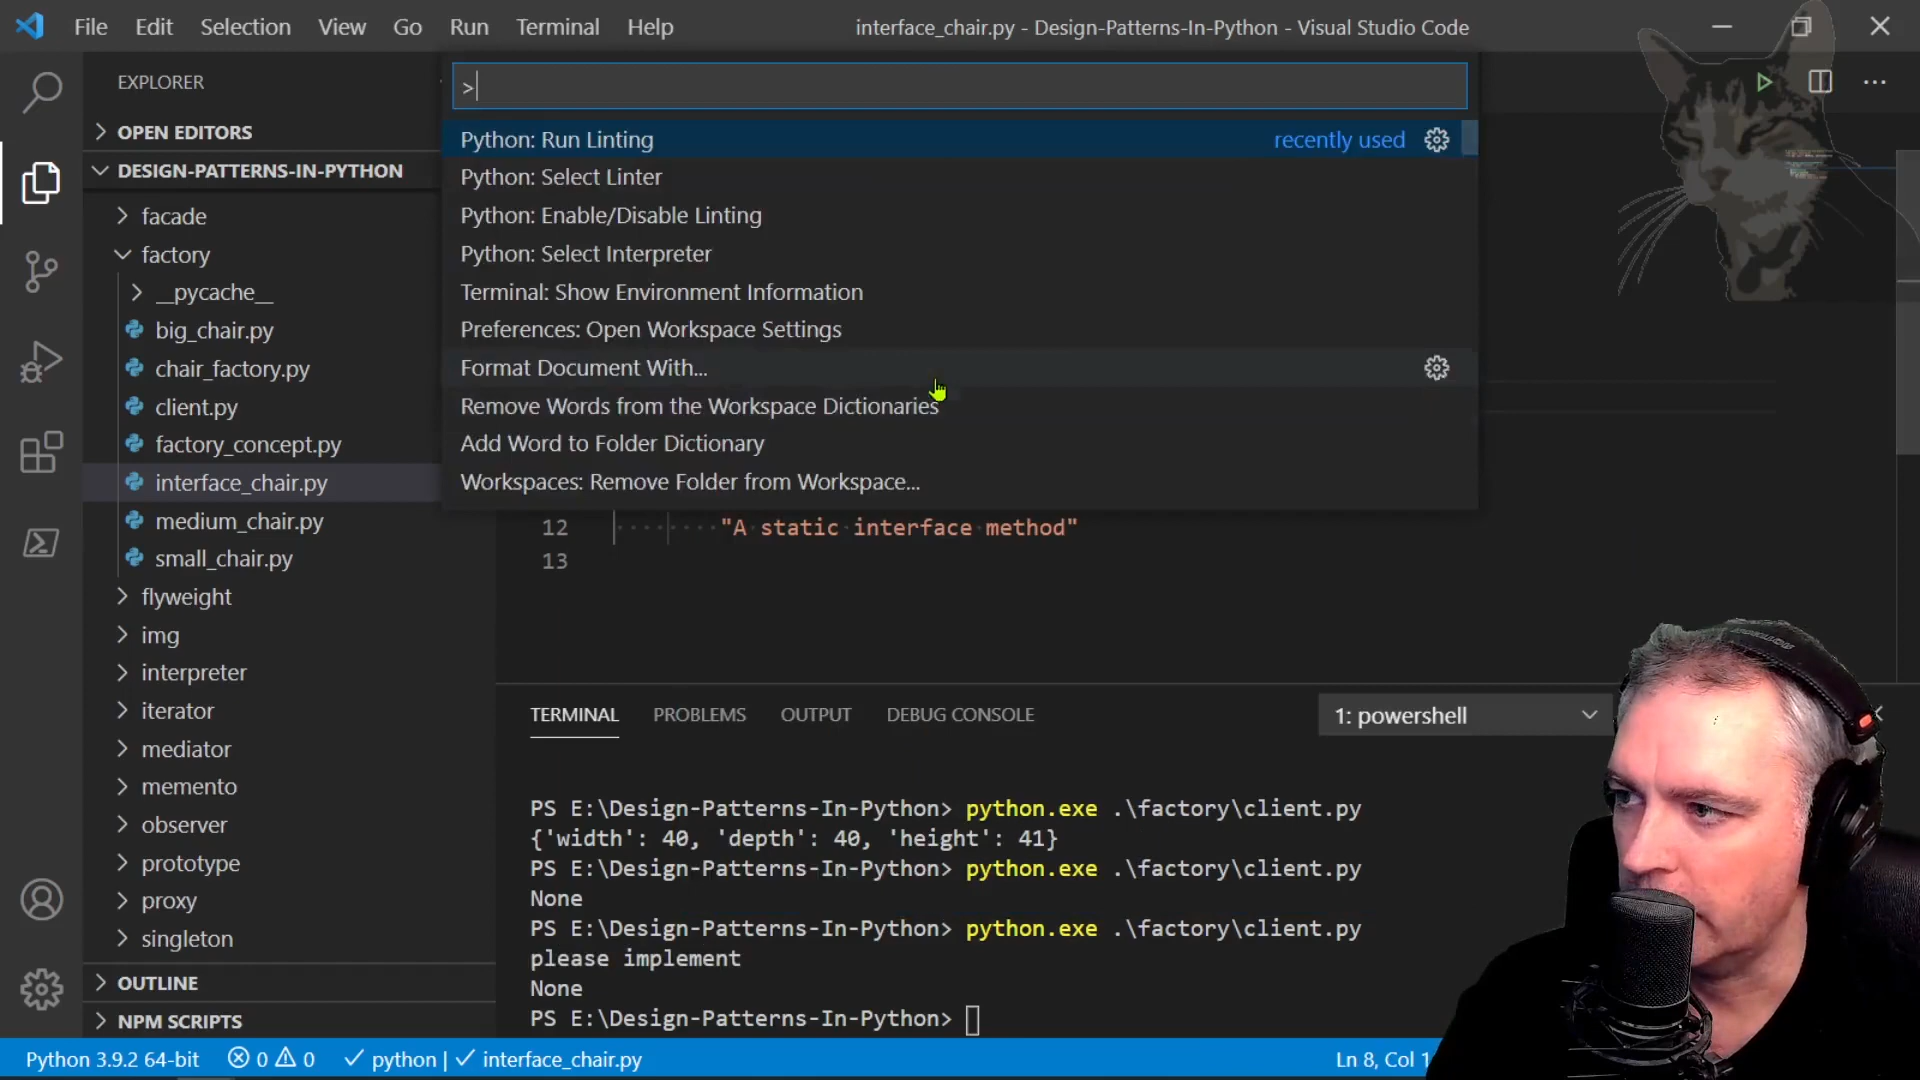 File Edit Selection View Go Run Terminal Help
interface_chair.py - Design-Patterns-In-Python - Visual Studio Code
EXPLORER
OPEN EDITORS
DESIGN-PATTERNS-IN-PYTHON
facade
factory
__pycache__
big_chair.py
chair_factory.py
client.py
factory_concept.py
interface_chair.py
medium_chair.py
small_chair.py
flyweight
img
interpreter
iterator
mediator
memento
observer
prototype
proxy
singleton
OUTLINE
NPM SCRIPTS
>
Python: Run Linting recently used
Python: Select Linter
Python: Enable/Disable Linting
Python: Select Interpreter
Terminal: Show Environment Information
Preferences: Open Workspace Settings
Format Document With...
Remove Words from the Workspace Dictionaries
Add Word to Folder Dictionary
Workspaces: Remove Folder from Workspace...
12 "A static interface method"
13
TERMINAL PROBLEMS OUTPUT DEBUG CONSOLE 1: powershell
PS E:\Design-Patterns-In-Python> python.exe .\factory\client.py
{'width': 40, 'depth': 40, 'height': 41}
PS E:\Design-Patterns-In-Python> python.exe .\factory\client.py
None
PS E:\Design-Patterns-In-Python> python.exe .\factory\client.py
please implement
None
PS E:\Design-Patterns-In-Python>
Python 3.9.2 64-bit 0 0 python | interface_chair.py Ln 8, Col 1